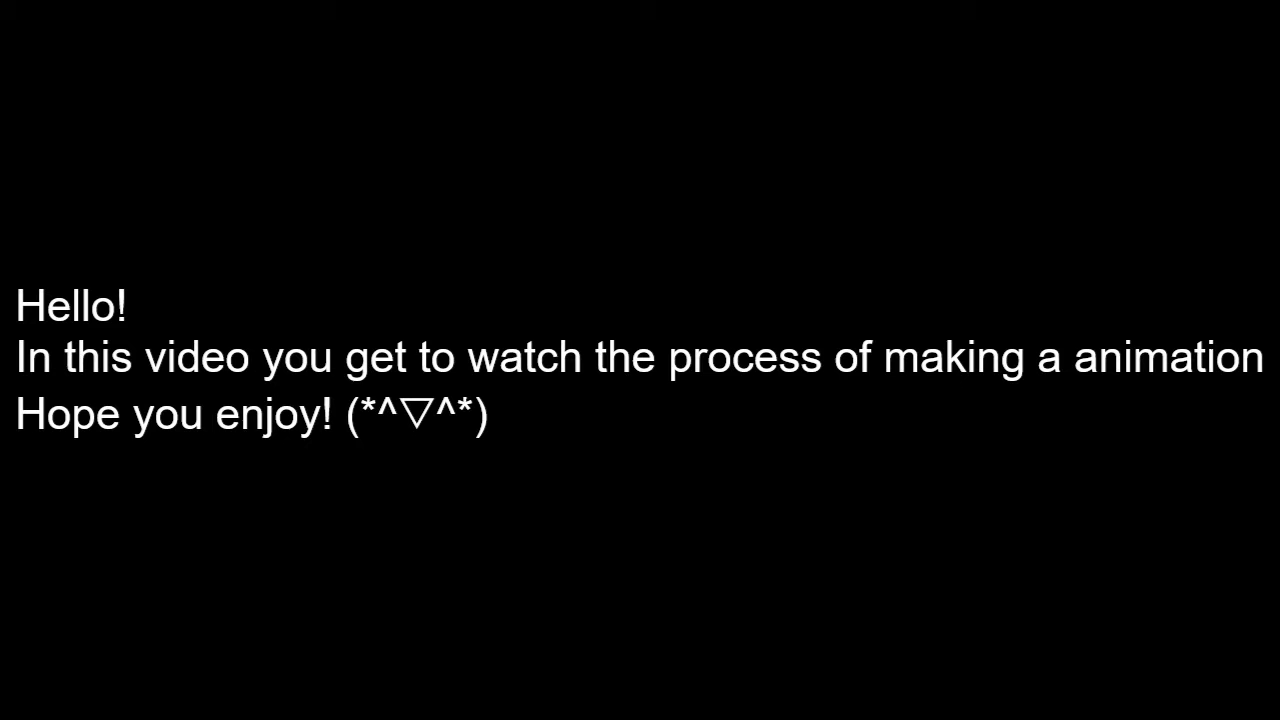 Hello!
In this video you get to watch the process of making a animation
Hope you enjoy! (*^▽^*)